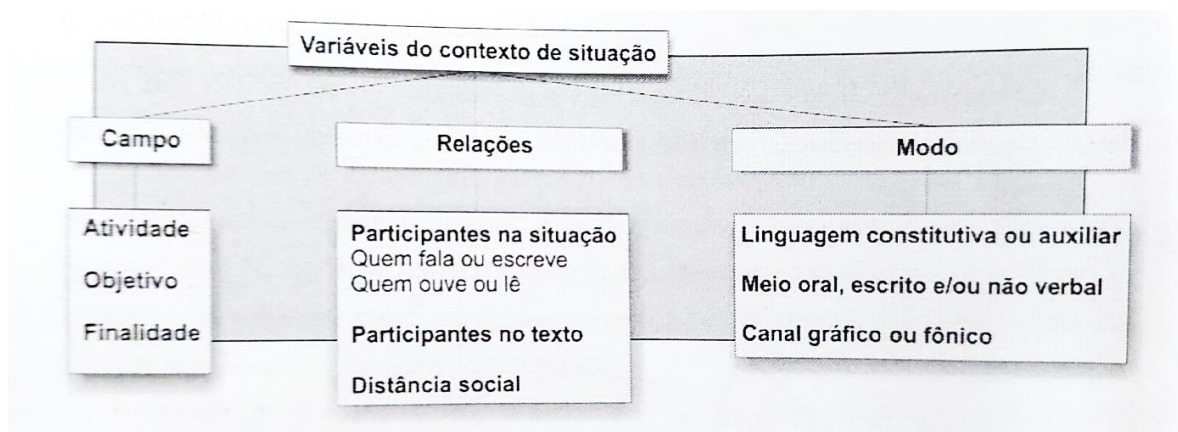 Variáveis do contexto de situação
Campo
Relações
Modo
Atividade
Objetivo
Finalidade
Participantes na situação
Quem fala ou escreve
Quem ouve ou lê
Participantes no texto
Distância social
Linguagem constitutiva ou auxiliar
Meio oral, escrito e/ou não verbal
Canal gráfico ou fônico